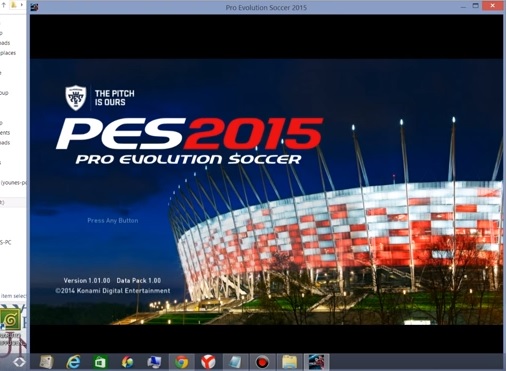 Pro Evolution Soccer 2015
places
oup
ents
oads
(younes-pc
S-PC
item selec
THE PITCH
IS OURS
PES2015
PRO EVOLUTION SOCCER
Press Any Button
Version 1.01.00 Data Pack 1.00
©2014 Konami Digital Entertainment